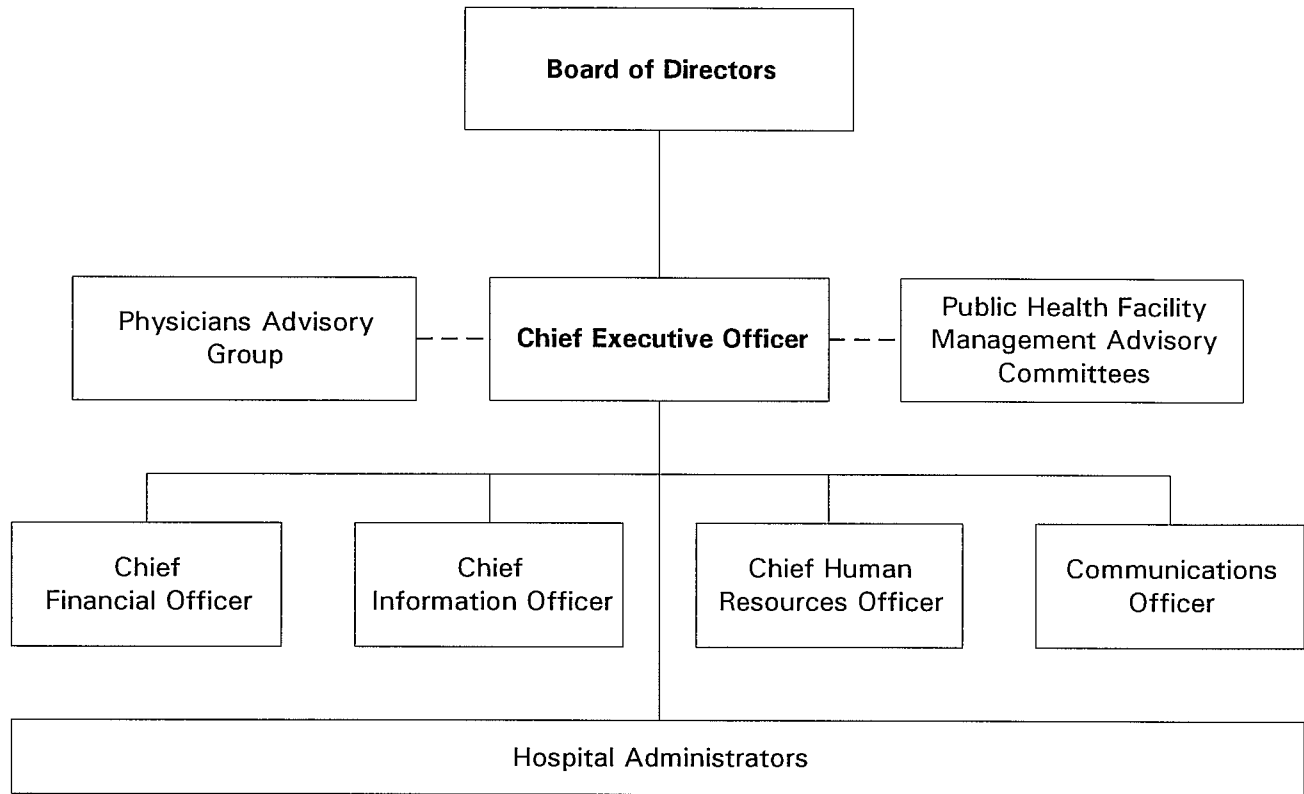 Board of Directors
Physicians Advisory
Group
Chief Executive Officer
Public Health Facility
Management Advisory
Committees
Chief
Financial Officer
Chief
Information Officer
Chief Human
Resources Officer
Communications
Officer
Hospital Administrators